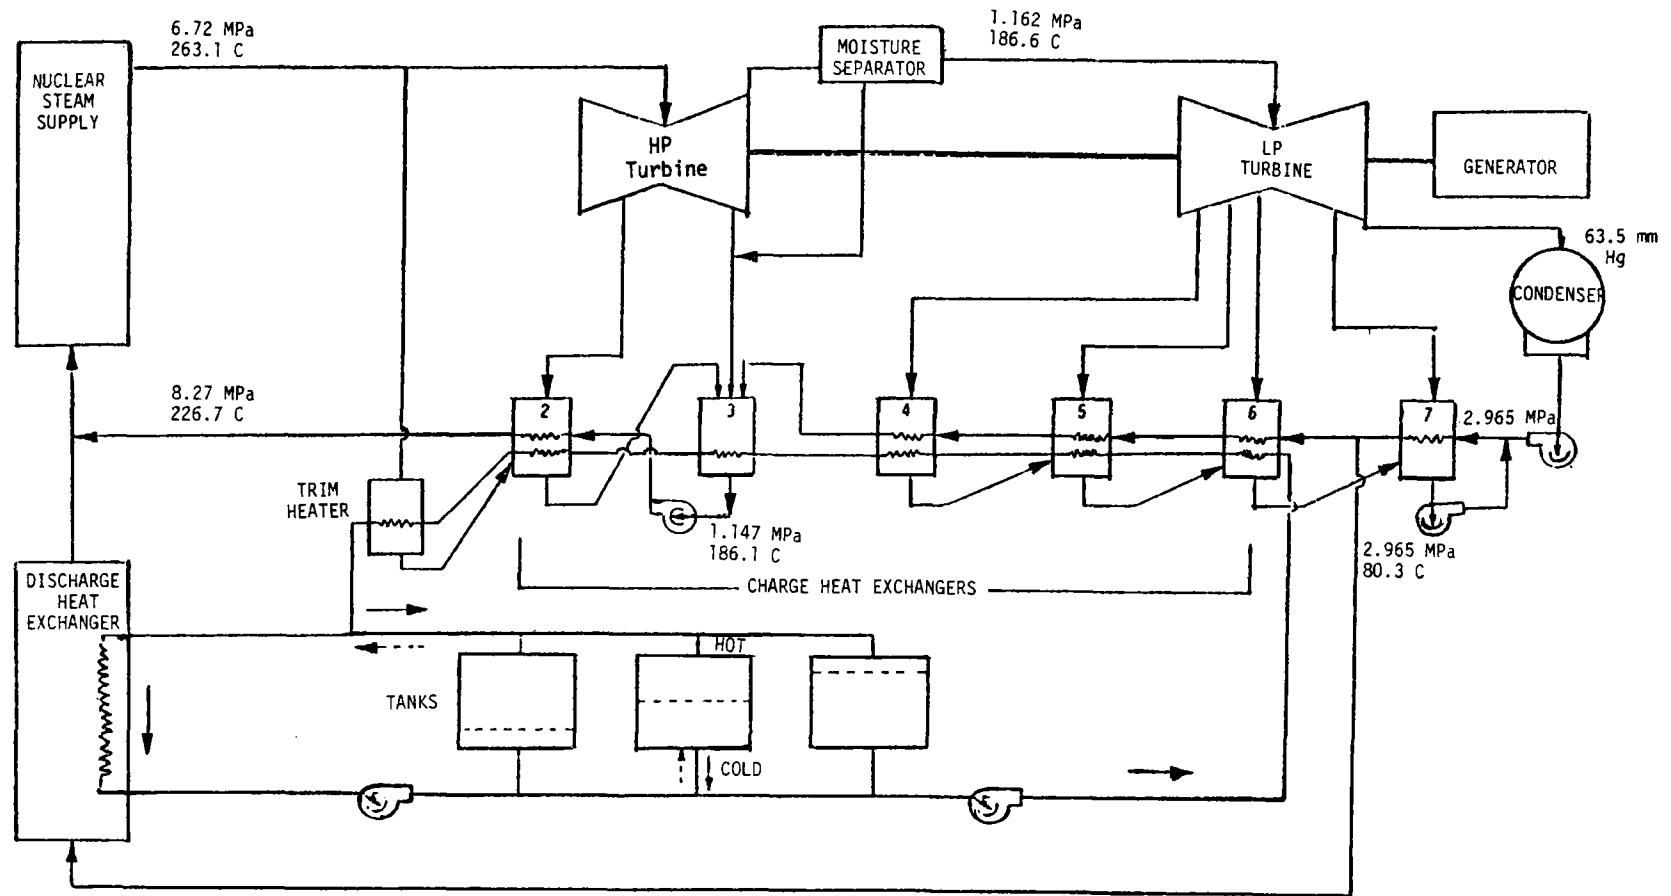 6.72 MPa
263.1 C
1.162 MPa
186.6 C
MOISTURE
SEPARATOR
NUCLEAR
STEAM
SUPPLY
HP
Turbine
LP
TURBINE
GENERATOR
63.5 mm
Hg
CONDENSER
8.27 MPa
226.7 C
2
3
4
5
6
7
2.965 MPa
TRIM
HEATER
1.147 MPa
186.1 C
2.965 MPa
80.3 C
CHARGE HEAT EXCHANGERS
DISCHARGE
HEAT
EXCHANGER
HOT
TANKS
COLD